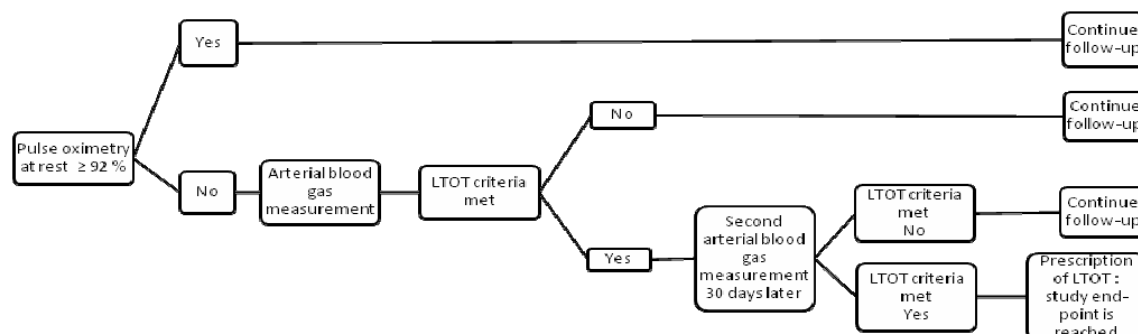 Yes
Continue
follow-up
No
Continue
follow-up
Pulse oximetry
at rest ≥ 92 %
No
Arterial blood
gas
measurement
LTOT criteria
met
Yes
Second
arterial blood
gas
measurement
30 days later
LTOT criteria
met
No
Continue
follow-up
LTOT criteria
met
Yes
Prescription
of LTOT :
study end-
point is
reached